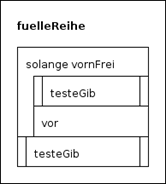 fuelleReihe
solange vornFrei
testeGib
vor
testeGib